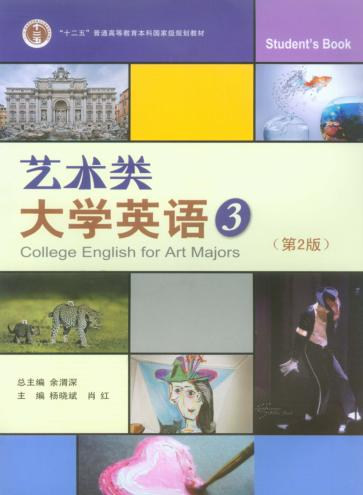 “十二五”普通高等教育本科国家级规划教材
Student's Book
艺术类
大学英语 3
College English for Art Majors
(第2版)
总主编 余渭深
主 编 杨晓斌 肖 红